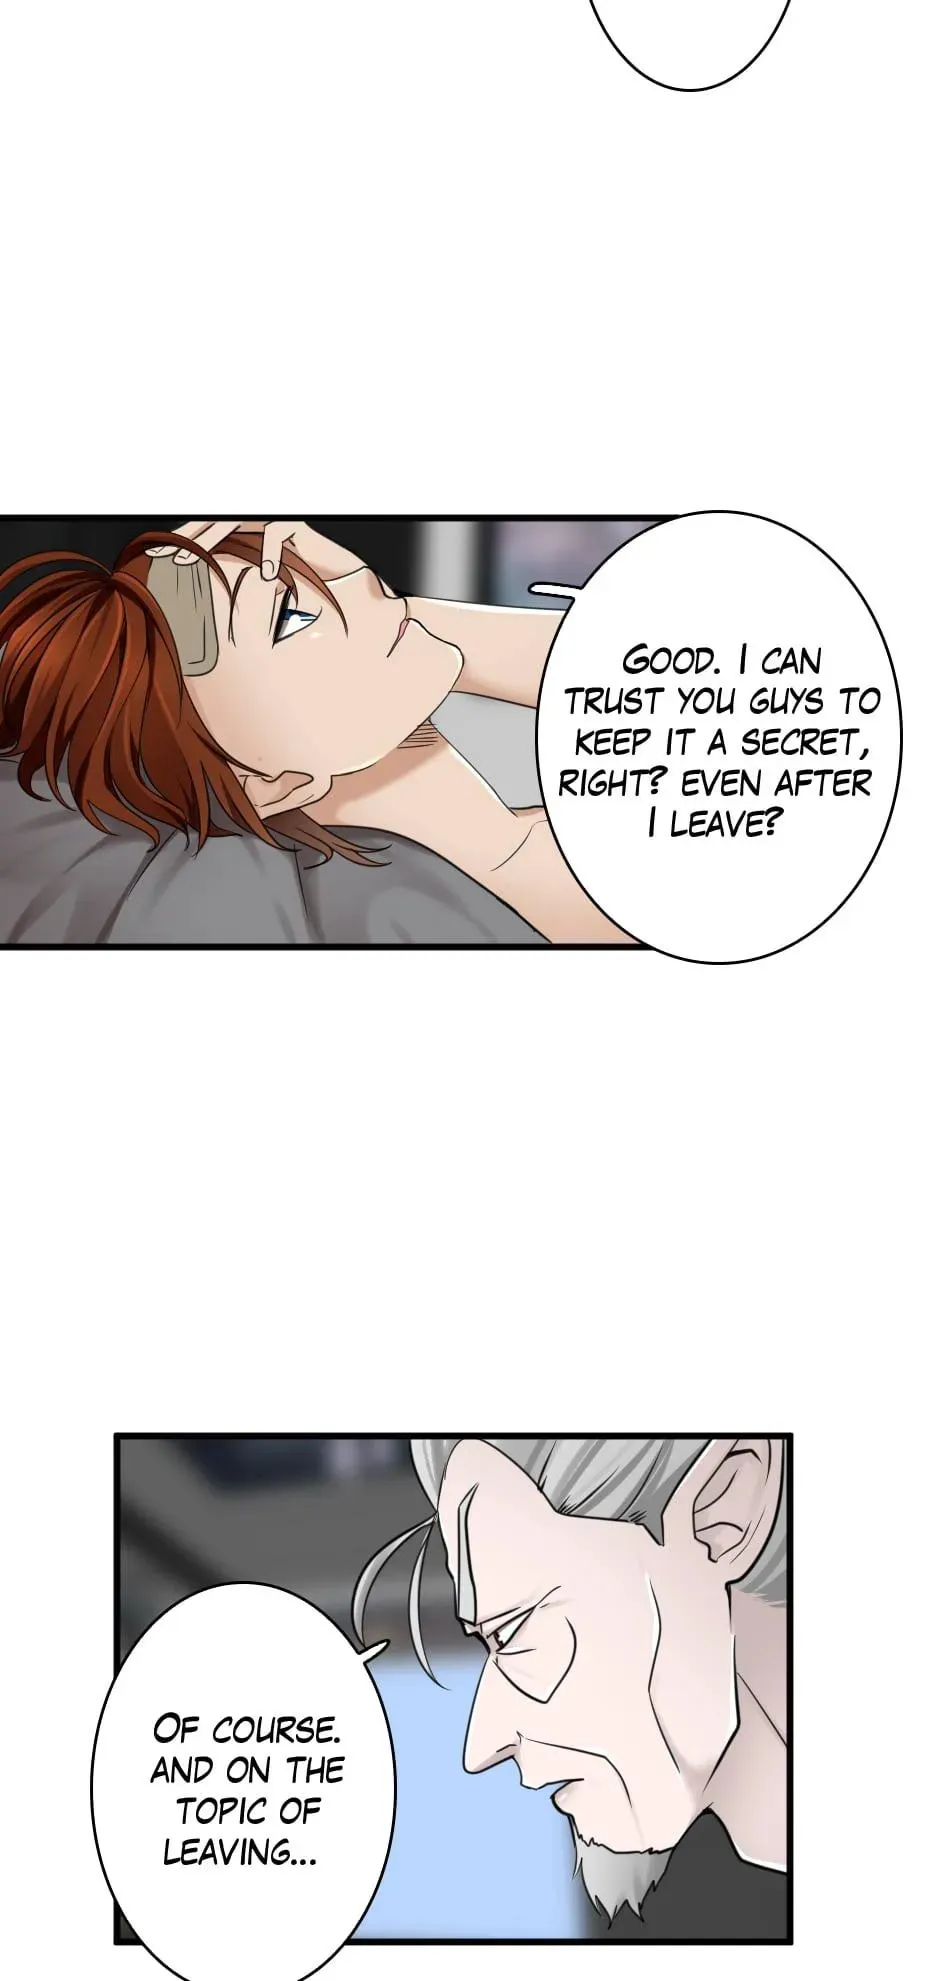 GOOD. I CAN
TRUST YOU GUYS TO
KEEP IT A SECRET,
RIGHT? EVEN AFTER
I LEAVE?
OF COURSE.
AND ON THE
TOPIC OF
LEAVING...